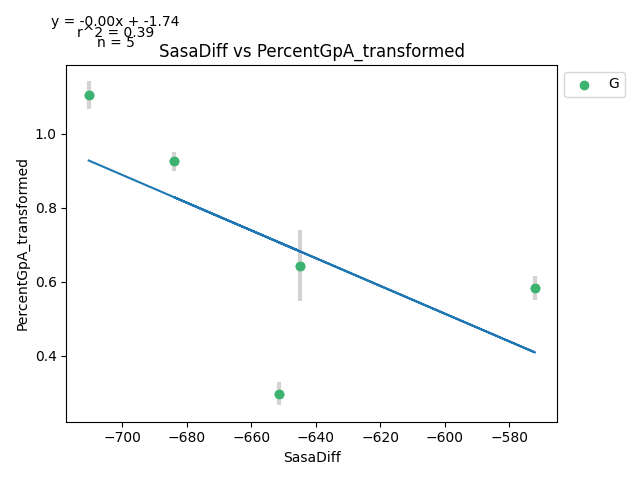 y = -0.00x + -1.74
r^2 = 0.39
n = 5
SasaDiff vs PercentGpA_transformed
G
PercentGpA_transformed
1.0
0.8
0.6
0.4
−700
−680
−660
−640
−620
−600
−580
SasaDiff